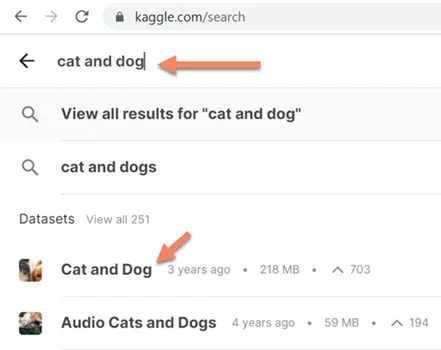 kaggle.com/search
cat and dog
View all results for "cat and dog"
cat and dogs
Datasets View all 251
Cat and Dog 3 years ago • 218 MB • 703
Audio Cats and Dogs 4 years ago • 59 MB • 194